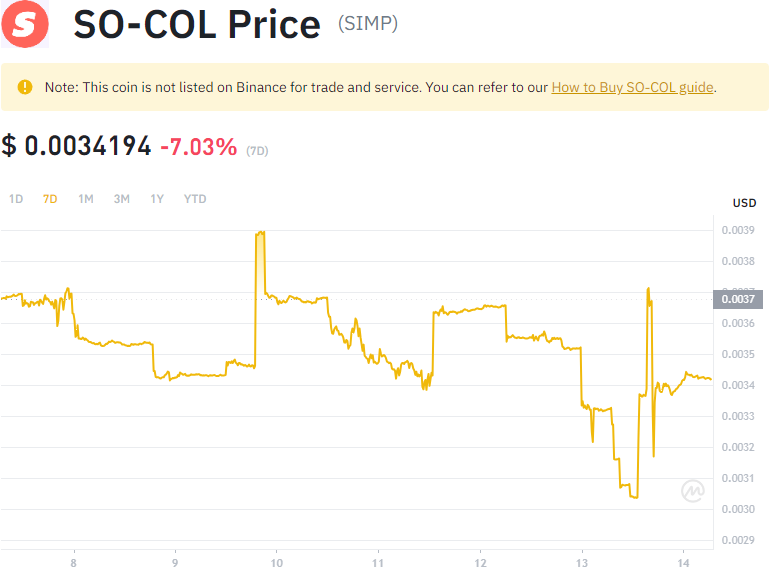 S
SO-COL Price (SIMP)
Note: This coin is not listed on Binance for trade and service. You can refer to our How to Buy SO-COL guide.
$ 0.0034194 -7.03% (7D)
1D 7D 1M 3M 1Y YTD
USD
0.0039
0.0038
0.0037
0.0036
0.0035
0.0034
0.0033
0.0032
0.0031
0.0030
0.0029
8 9 10 11 12 13 14